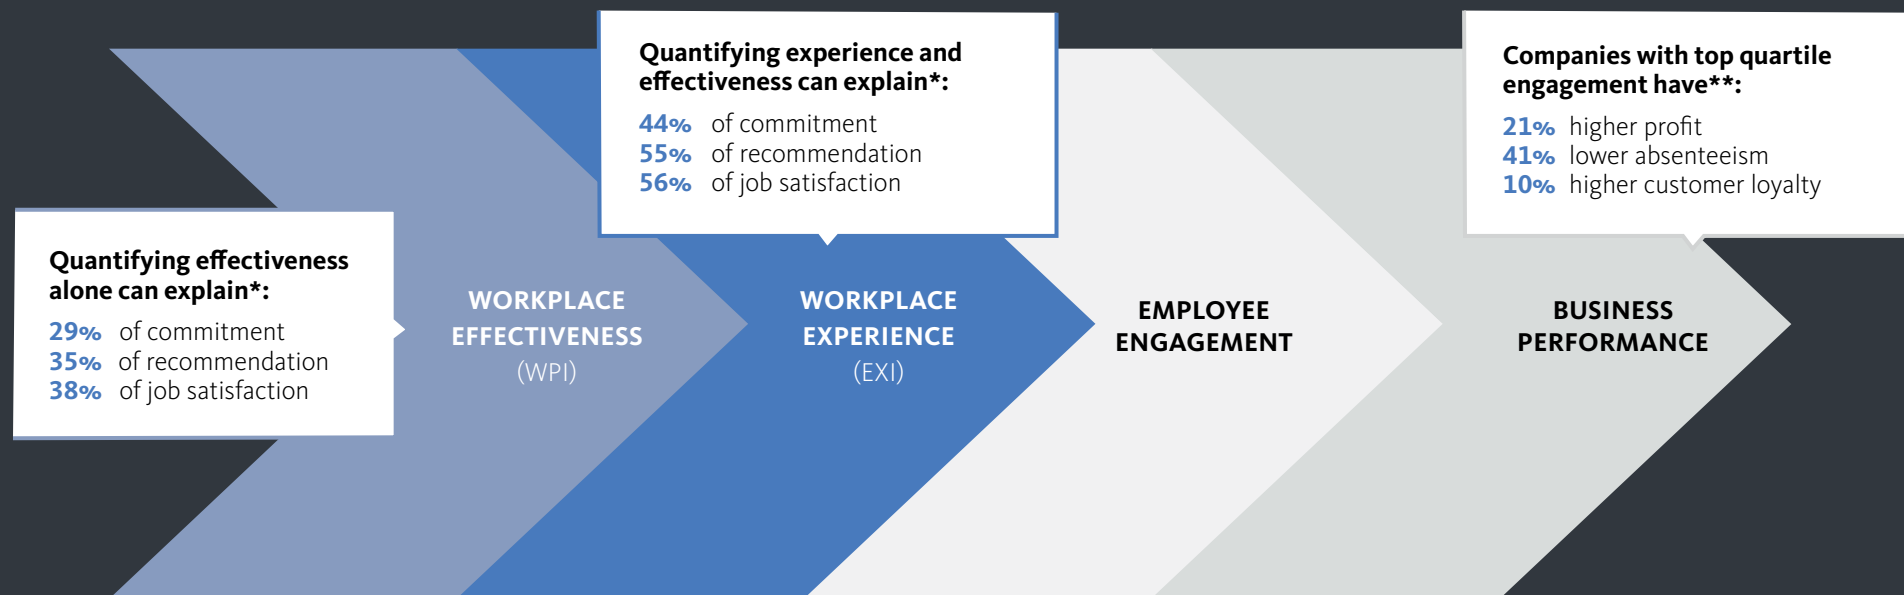 Quantifying effectiveness
alone can explain*:
29% of commitment
35% of recommendation
38% of job satisfaction
WORKPLACE
EFFECTIVENESS
(WPI)
Quantifying experience and
effectiveness can explain*:
44% of commitment
55% of recommendation
56% of job satisfaction
WORKPLACE
EXPERIENCE
(EXI)
EMPLOYEE
ENGAGEMENT
Companies with top quartile
engagement have**:
21% higher profit
41% lower absenteeism
10% higher customer loyalty
BUSINESS
PERFORMANCE